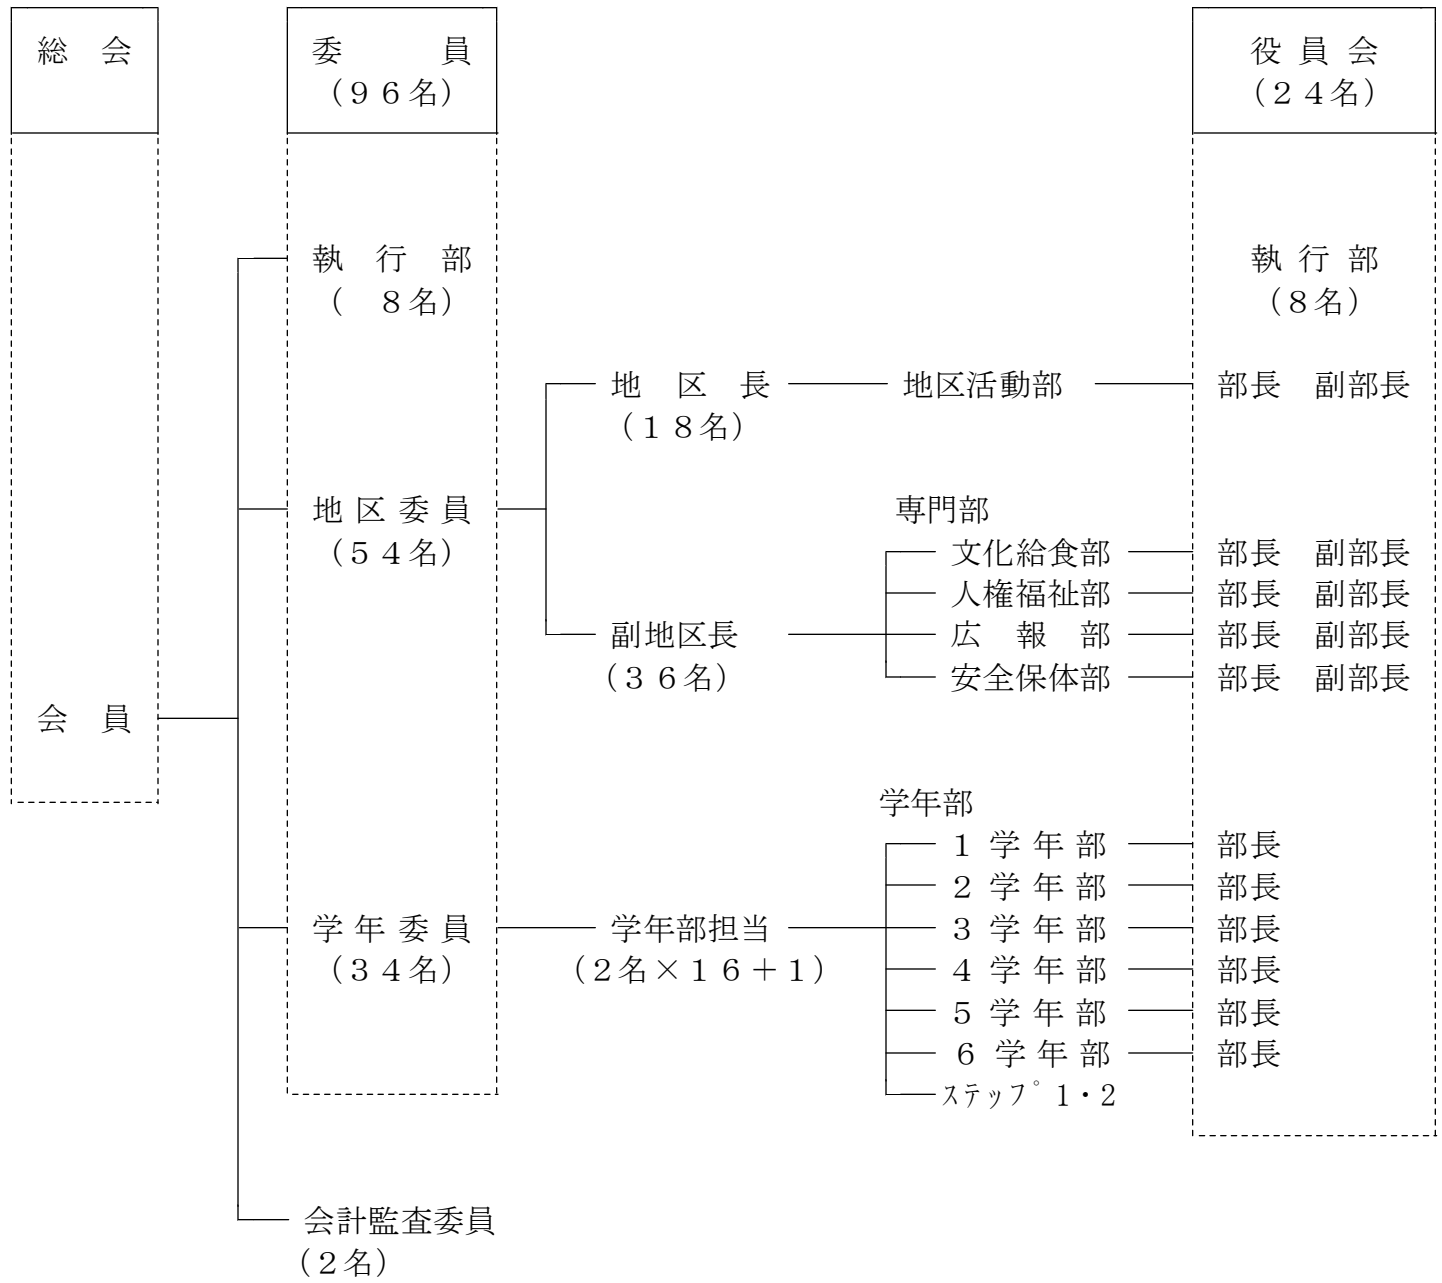 総　会
委　　　員
（９６名）
役 員 会
（２４名）
執　行　部
（　８名）
執 行 部
（８名）
地　区　長
（１８名）
地区活動部
部長　副部長
地 区 委 員
（５４名）
専門部
文化給食部
部長　副部長
人権福祉部
部長　副部長
副地区長
（３６名）
広　報　部
部長　副部長
安全保体部
部長　副部長
会　員
学年部
１ 学 年 部
部長
２ 学 年 部
部長
学 年 委 員
（３４名）
学年部担当
（２名×１６＋１）
３ 学 年 部
部長
４ 学 年 部
部長
５ 学 年 部
部長
６ 学 年 部
部長
ステップ１・２
会計監査委員
（２名）